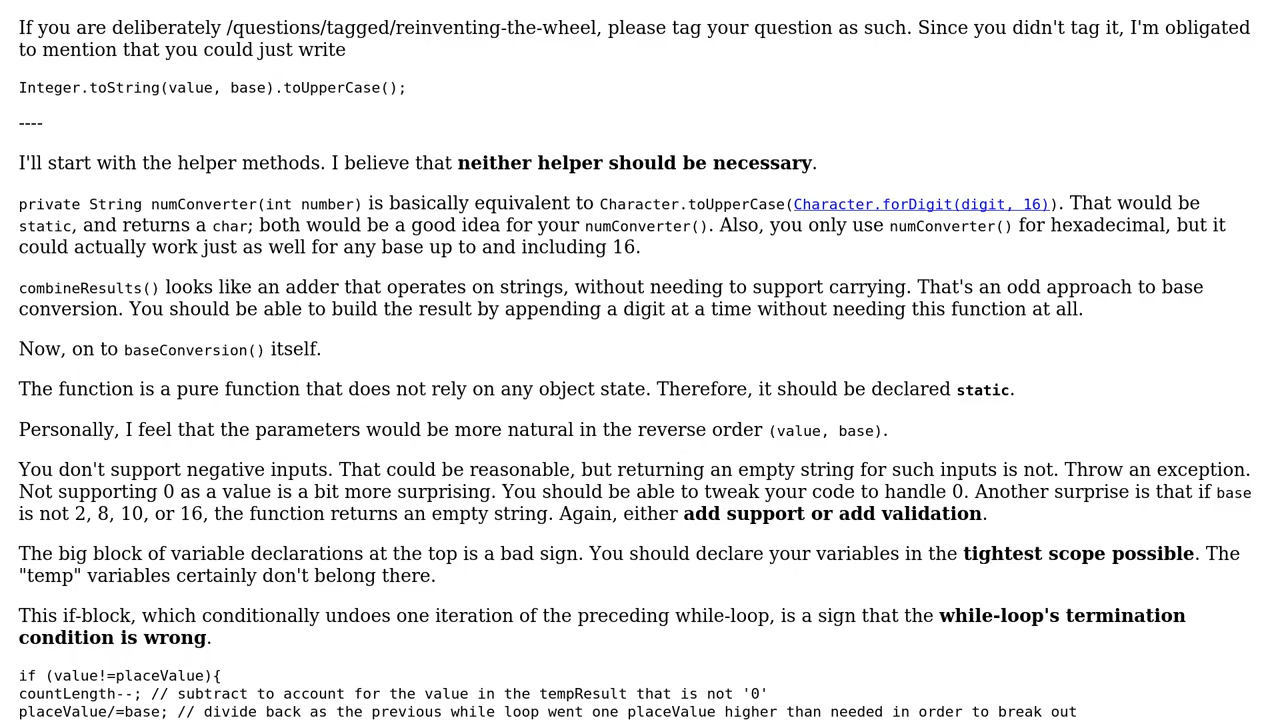 If you are deliberately /questions/tagged/reinventing-the-wheel, please tag your question as such. Since you didn't tag it, I'm obligated
to mention that you could just write
Integer.toString(value, base).toUpperCase();
----
I'll start with the helper methods. I believe that neither helper should be necessary.
private String numConverter(int number) is basically equivalent to Character.toUpperCase(Character.forDigit(digit, 16)). That would be
static, and returns a char; both would be a good idea for your numConverter(). Also, you only use numConverter() for hexadecimal, but it
could actually work just as well for any base up to and including 16.
combineResults() looks like an adder that operates on strings, without needing to support carrying. That's an odd approach to base
conversion. You should be able to build the result by appending a digit at a time without needing this function at all.
Now, on to baseConversion() itself.
The function is a pure function that does not rely on any object state. Therefore, it should be declared static.
Personally, I feel that the parameters would be more natural in the reverse order (value, base).
You don't support negative inputs. That could be reasonable, but returning an empty string for such inputs is not. Throw an exception.
Not supporting 0 as a value is a bit more surprising. You should be able to tweak your code to handle 0. Another surprise is that if base
is not 2, 8, 10, or 16, the function returns an empty string. Again, either add support or add validation.
The big block of variable declarations at the top is a bad sign. You should declare your variables in the tightest scope possible. The
"temp" variables certainly don't belong there.
This if-block, which conditionally undoes one iteration of the preceding while-loop, is a sign that the while-loop's termination
condition is wrong.
if (value!=placeValue){
countLength--; // subtract to account for the value in the tempResult that is not '0'
placeValue/=base; // divide back as the previous while loop went one placeValue higher than needed in order to break out